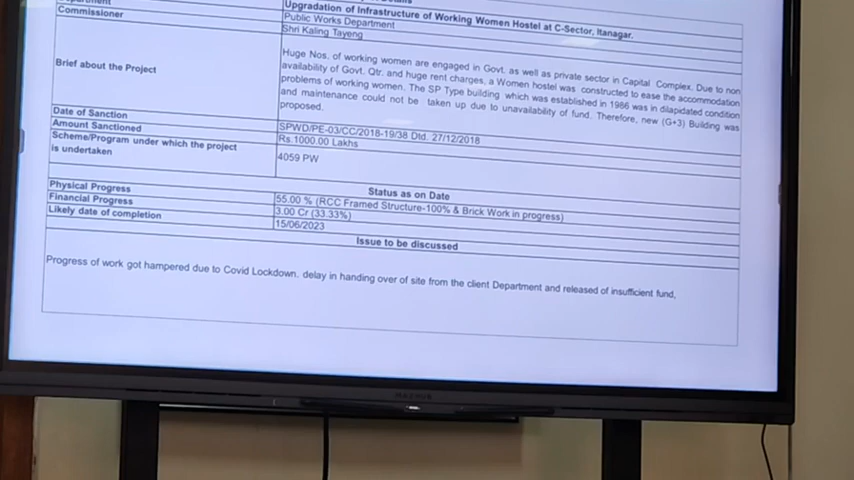 Upgradation of Infrastructure of Working Women Hostel at C-Sector, Itanagar.
Public Works Department
Commissioner
Shri Kaling Tayeng
Brief about the Project
Huge Nos. of working women are engaged in Govt. as well as private sector in Capital Complex. Due to non
availability of Govt. Qtr. and huge rent charges, a Women hostel was constructed to ease the accommodation
problems of working women. The SP Type building which was established in 1986 was in dilapidated condition
and maintenance could not be taken up due to unavailability of fund. Therefore, new (G+3) Building was
proposed.
Date of Sanction
SPWD/PE-03/CC/2018-19/38 Dtd. 27/12/2018
Amount Sanctioned
Rs.1000.00 Lakhs
Scheme/Program under which the project
is undertaken
4059 PW
Status as on Date
Physical Progress
55.00 % (RCC Framed Structure-100% & Brick Work in progress)
Financial Progress
3.00 Cr (33.33%)
Likely date of completion
15/06/2023
Issue to be discussed
Progress of work got hampered due to Covid Lockdown. delay in handing over of site from the client Department and released of insufficient fund,